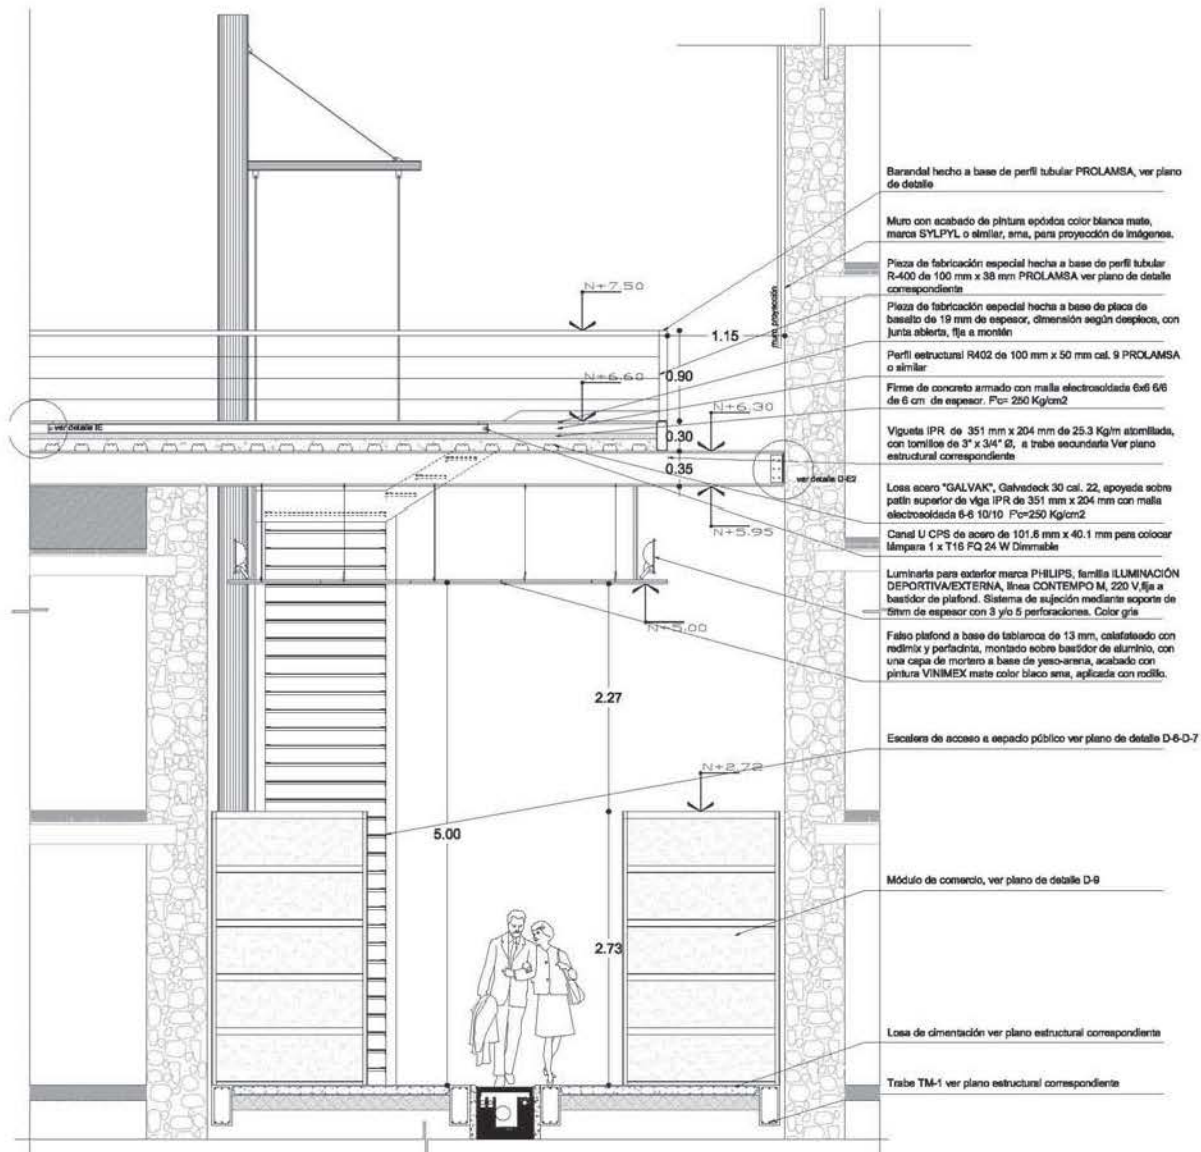 Barandal hecho a base de perfil tubular PROLAMSA, ver plano
de detalle
Muro con acabado de pintura epóxica color blanca mate,
marca SYLPYL o similar, sma, para proyección de imágenes.
Pieza de fabricación especial hecha a base de perfil tubular
R-400 de 100 mm x 38 mm PROLAMSA ver plano de detalle
correspondiente
Pieza de fabricación especial hecha a base de placa de
basalto de 19 mm de espesor, dimensión según despiece, con
junta abierta, fija a montén
Perfil estructural R402 de 100 mm x 50 mm cal. 9 PROLAMSA
o similar
Firme de concreto armado con malla electrosoldada 6x6 6/6
de 6 cm de espesor. F'c= 250 Kg/cm2
Vigueta IPR de 351 mm x 204 mm de 25.3 Kg/m atornillada,
con tornillos de 3" x 3/4" Ø, a trabe secundaria Ver plano
estructural correspondiente
Losa acero "GALVAK", Galvadeck 30 cal. 22, apoyada sobre
patín superior de viga IPR de 351 mm x 204 mm con malla
electrosoldada 6-6 10/10 F'c=250 Kg/cm2
Canal U CPS de acero de 101.6 mm x 40.1 mm para colocar
lámpara 1 x T16 FQ 24 W Dimmable
Luminaria para exterior marca PHILIPS, familia ILUMINACIÓN
DEPORTIVA/EXTERNA, línea CONTEMPO M, 220 V,fija a
bastidor de plafond. Sistema de sujeción mediante soporte de
5mm de espesor con 3 y/o 5 perforaciones. Color gris
Falso plafond a base de tablaroca de 13 mm, calafateado con
redimix y perfacinta, montado sobre bastidor de aluminio, con
una capa de mortero a base de yeso-arena, acabado con
pintura VINIMEX mate color blaco sma, aplicada con rodillo.
Escalera de acceso a espacio público ver plano de detalle D-6-D-7
Módulo de comercio, ver plano de detalle D-9
Losa de cimentación ver plano estructural correspondiente
Trabe TM-1 ver plano estructural correspondiente
muro proyección
N+7.50
1.15
0.90
N+6.60
N+6.30
ver detalle IE
0.30
0.35
ver detalle D-E2
N+5.95
N+5.00
2.27
N+2.72
5.00
2.73